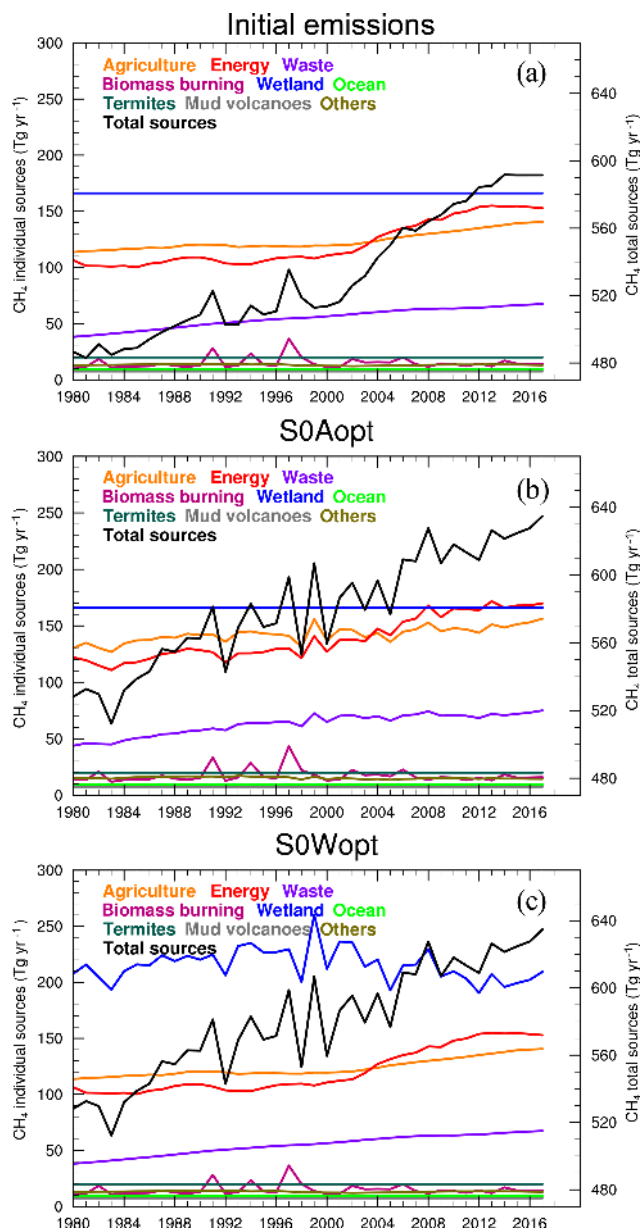 Initial emissions
(a)
Agriculture Energy Waste
Biomass burning Wetland Ocean
Termites Mud volcanoes Others
Total sources
CH₄ individual sources (Tg yr⁻¹)
CH₄ total sources (Tg yr⁻¹)
300
250
200
150
100
50
0
640
600
560
520
480
1980 1984 1988 1992 1996 2000 2004 2008 2012 2016
S0Aopt
(b)
Agriculture Energy Waste
Biomass burning Wetland Ocean
Termites Mud volcanoes Others
Total sources
CH₄ individual sources (Tg yr⁻¹)
CH₄ total sources (Tg yr⁻¹)
300
250
200
150
100
50
0
640
600
560
520
480
1980 1984 1988 1992 1996 2000 2004 2008 2012 2016
S0Wopt
(c)
Agriculture Energy Waste
Biomass burning Wetland Ocean
Termites Mud volcanoes Others
Total sources
CH₄ individual sources (Tg yr⁻¹)
CH₄ total sources (Tg yr⁻¹)
300
250
200
150
100
50
0
640
600
560
520
480
1980 1984 1988 1992 1996 2000 2004 2008 2012 2016